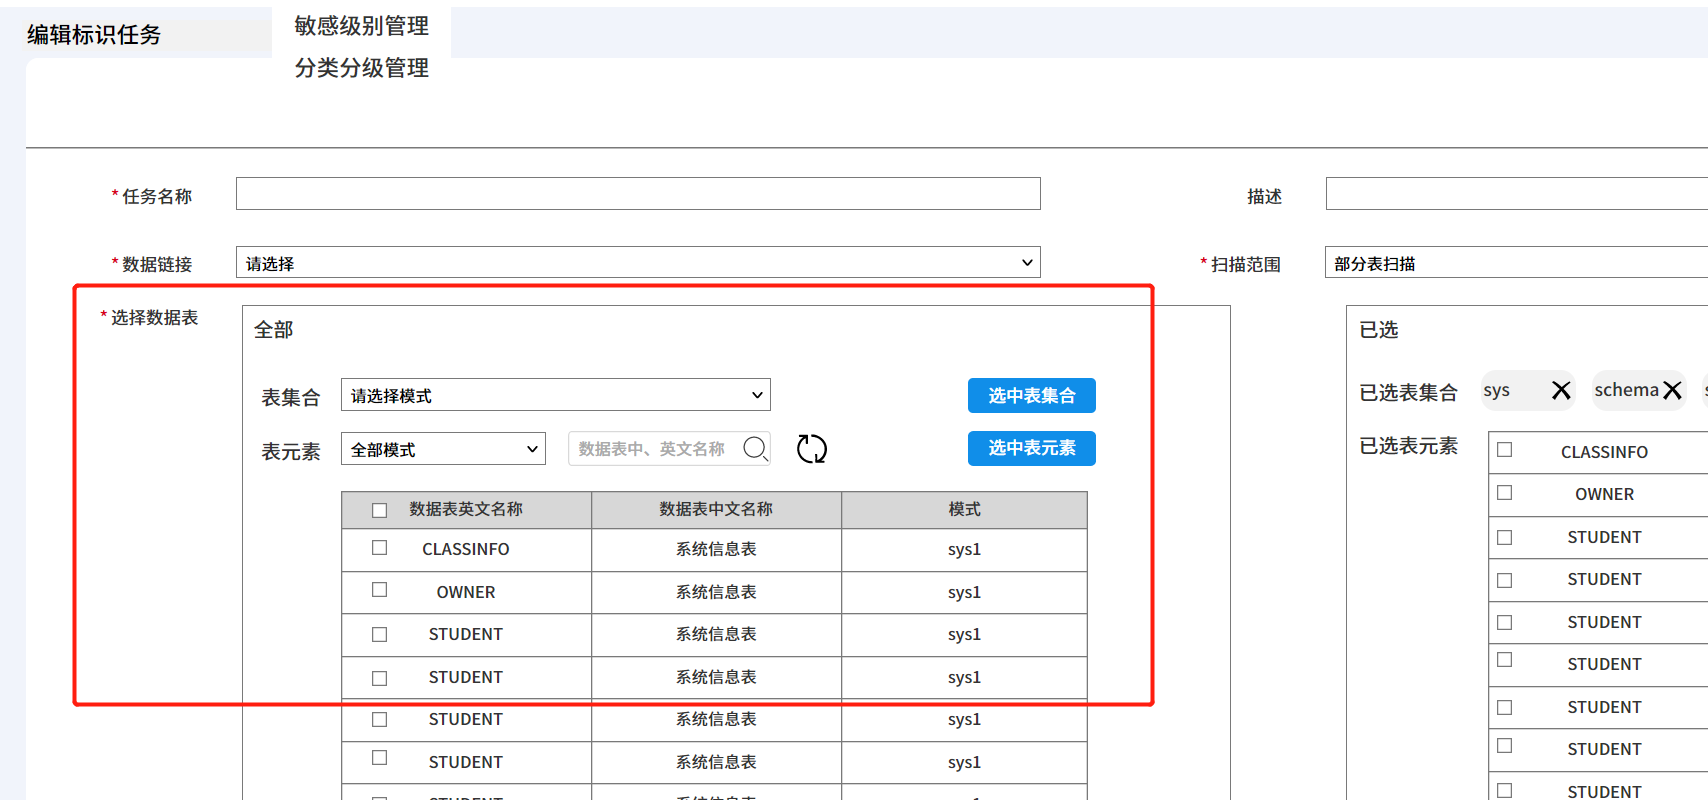 敏感级别管理
编辑标识任务
分类分级管理
*任务名称
描述
*数据链接 请选择
*扫描范围 部分表扫描
*选择数据表
全部
已选
表集合 请选择模式 选中表集合
已选表集合 sys schema
表元素 全部模式 数据表中、英文名称 选中表元素
已选表元素
数据表英文名称 数据表中文名称 模式
CLASSINFO 系统信息表 sys1
OWNER 系统信息表 sys1
STUDENT 系统信息表 sys1
STUDENT 系统信息表 sys1
STUDENT 系统信息表 sys1
STUDENT 系统信息表 sys1
CLASSINFO
OWNER
STUDENT
STUDENT
STUDENT
STUDENT
STUDENT
STUDENT
STUDENT